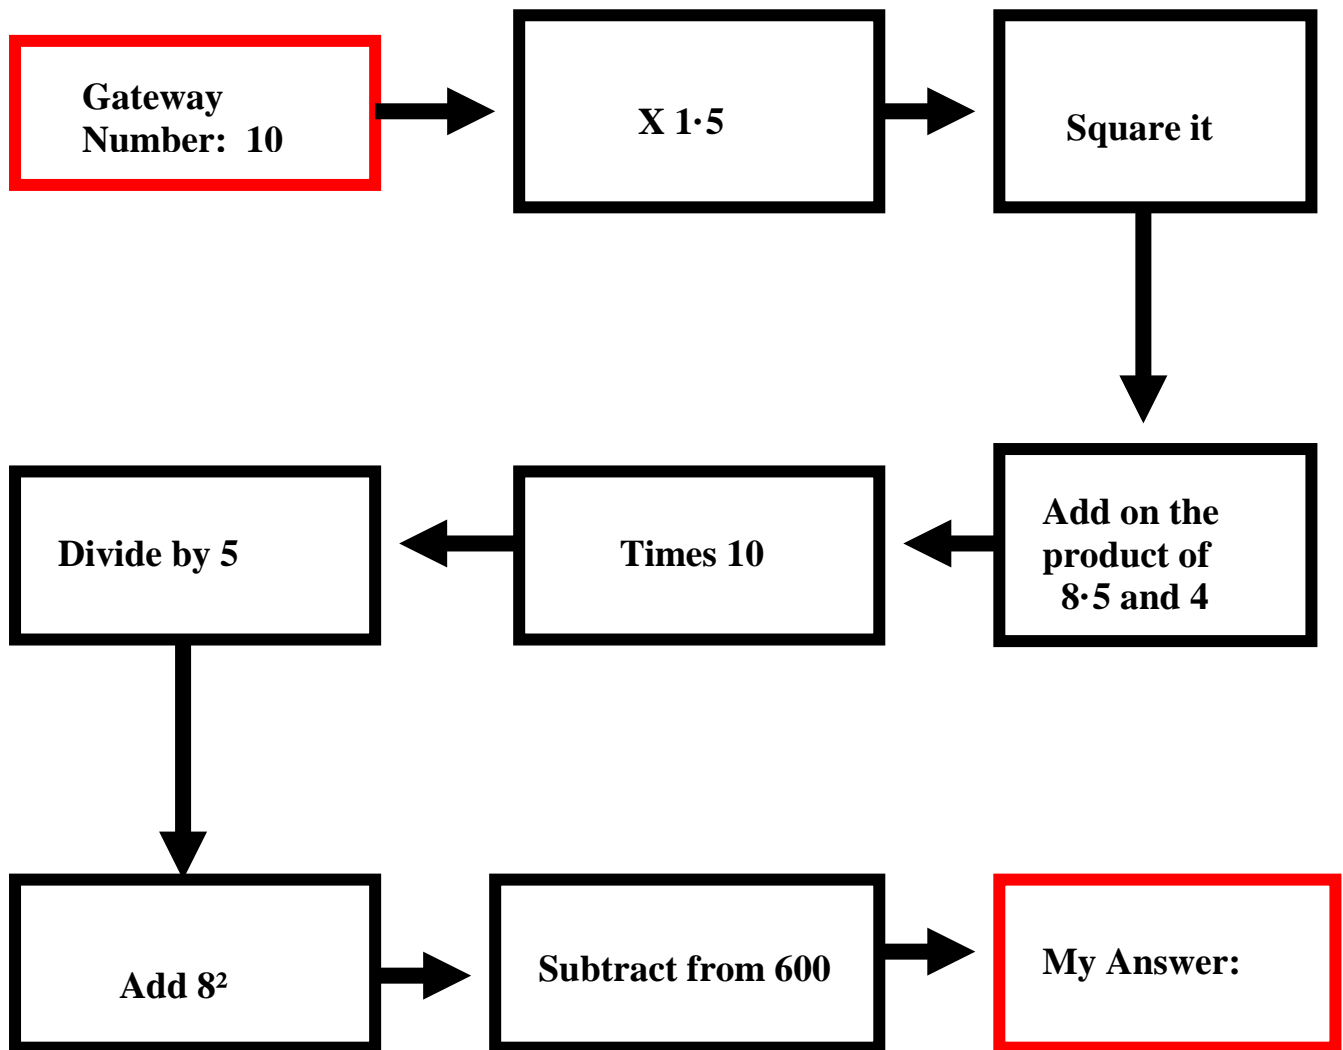 Gateway
Number: 10
X 1·5
Square it
Add on the
product of
8·5 and 4
Times 10
Divide by 5
Add 8²
Subtract from 600
My Answer: